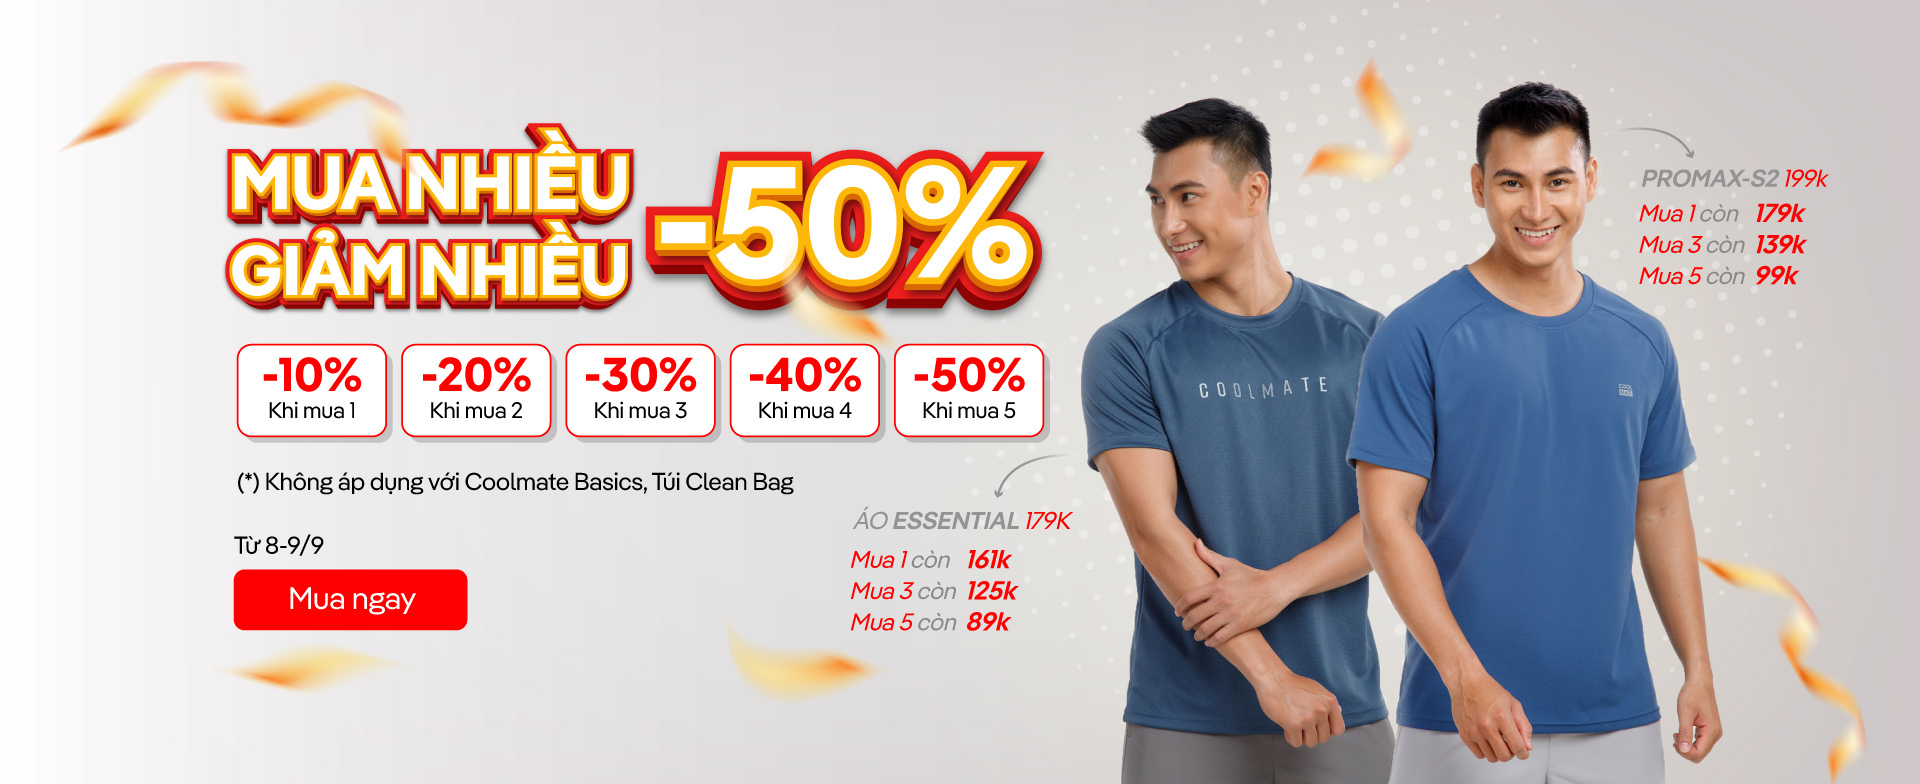 MUA NHIỀU
GIẢM NHIỀU
-50%
-10%
Khi mua 1
-20%
Khi mua 2
-30%
Khi mua 3
-40%
Khi mua 4
-50%
Khi mua 5
(*) Không áp dụng với Coolmate Basics, Túi Clean Bag
Từ 8-9/9
Mua ngay
ÁO ESSENTIAL 179K
Mua 1 còn 161k
Mua 3 còn 125k
Mua 5 còn 89k
COOLMATE
PROMAX-S2 199k
Mua 1 còn 179k
Mua 3 còn 139k
Mua 5 còn 99k
COOL